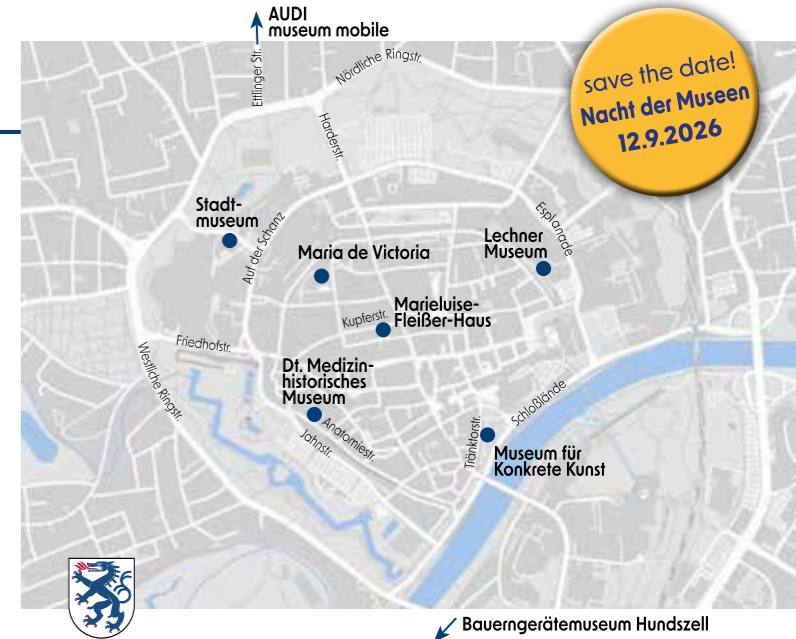 AUDI
museum mobile
Ettlinger Str.
Nördliche Ringstr.
save the date!
Nacht der Museen
12.9.2026
Harderstr.
Stadt-
museum
Auf der Schanz
Esplanade
Maria de Victoria
Lechner
Museum
Marieluise-
Fleißer-Haus
Kupferstr.
Friedhofstr.
Westliche Ringstr.
Dt. Medizin-
historisches
Museum
Anatomiestr.
Jahnstr.
Schloßlände
Tränktorstr.
Museum für
Konkrete Kunst
Bauerngerätemuseum Hundszell